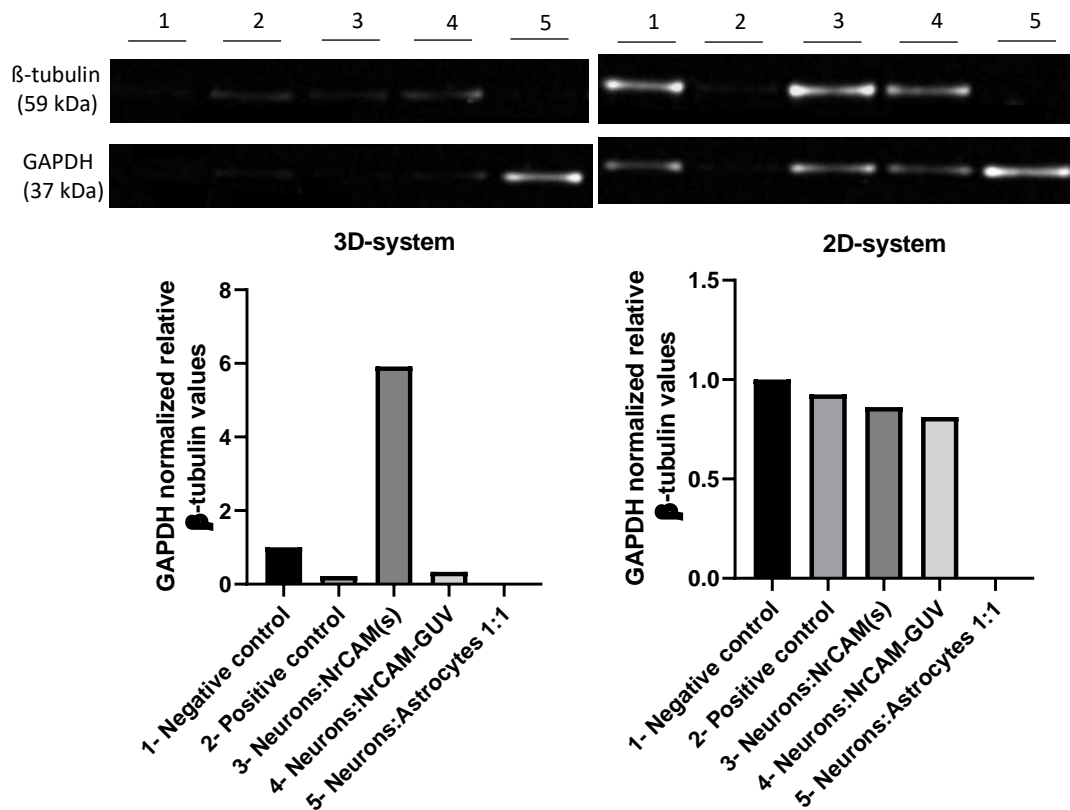 1 2 3 4 5 1 2 3 4 5
ß-tubulin
(59 kDa)
GAPDH
(37 kDa)
3D-system
2D-system
GAPDH normalized relative
β-tubulin values
8
6
4
2
0
1- Negative control
2- Positive control
3- Neurons:NrCAM(s)
4- Neurons:NrCAM-GUV
5- Neurons:Astrocytes 1:1
GAPDH normalized relative
β-tubulin values
1.5
1.0
0.5
0.0
1- Negative control
2- Positive control
3- Neurons:NrCAM(s)
4- Neurons:NrCAM-GUV
5- Neurons:Astrocytes 1:1